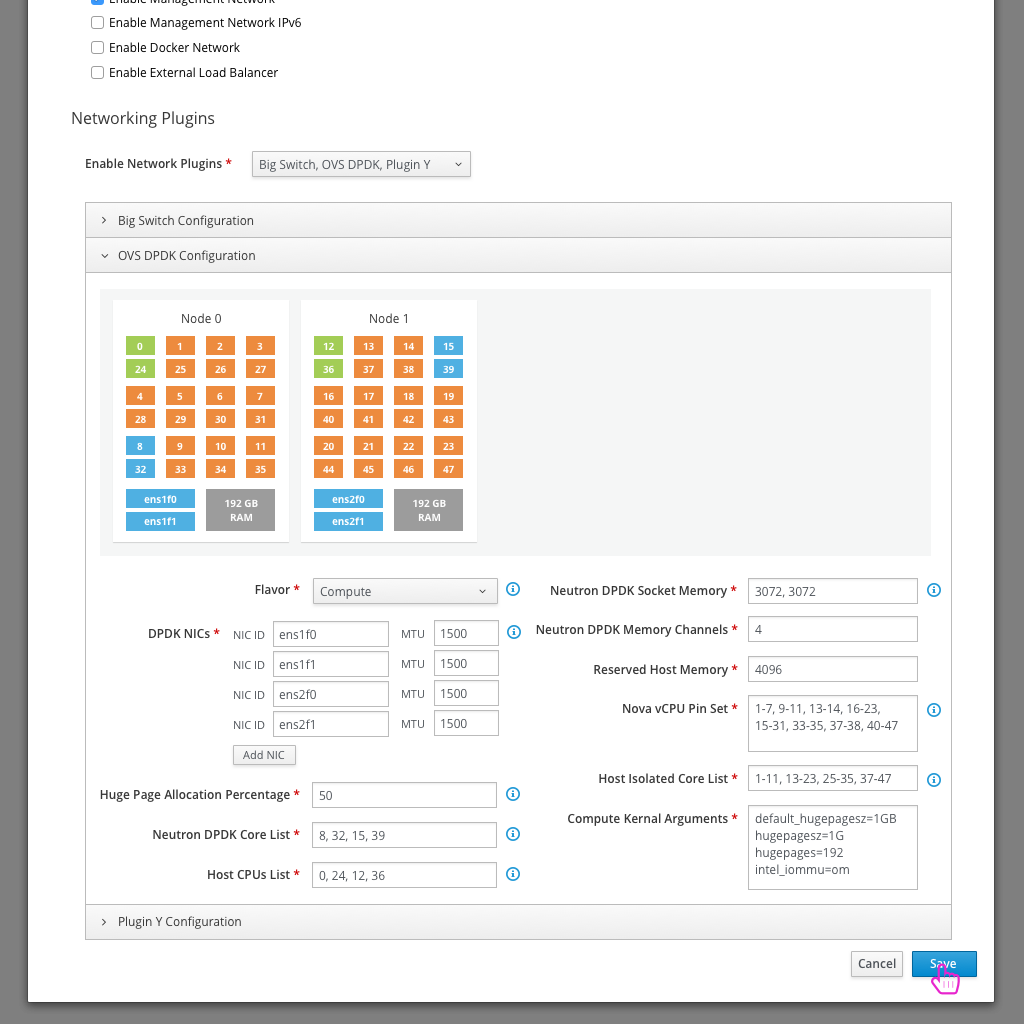 Enable Management Network
Enable Management Network IPv6
Enable Docker Network
Enable External Load Balancer
Networking Plugins
Enable Network Plugins *
Big Switch, OVS DPDK, Plugin Y
Big Switch Configuration
OVS DPDK Configuration
Node 0
0 1 2 3
24 25 26 27
4 5 6 7
28 29 30 31
8 9 10 11
32 33 34 35
ens1f0
ens1f1
192 GB
RAM
Node 1
12 13 14 15
36 37 38 39
16 17 18 19
40 41 42 43
20 21 22 23
44 45 46 47
ens2f0
ens2f1
192 GB
RAM
Flavor * Compute
DPDK NICs * NIC ID ens1f0 MTU 1500
NIC ID ens1f1 MTU 1500
NIC ID ens2f0 MTU 1500
NIC ID ens2f1 MTU 1500
Add NIC
Huge Page Allocation Percentage * 50
Neutron DPDK Core List * 8, 32, 15, 39
Host CPUs List * 0, 24, 12, 36
Neutron DPDK Socket Memory * 3072, 3072
Neutron DPDK Memory Channels * 4
Reserved Host Memory * 4096
Nova vCPU Pin Set * 1-7, 9-11, 13-14, 16-23,
15-31, 33-35, 37-38, 40-47
Host Isolated Core List * 1-11, 13-23, 25-35, 37-47
Compute Kernal Arguments * default_hugepagesz=1GB
hugepagesz=1G
hugepages=192
intel_iommu=om
Plugin Y Configuration
Cancel
Save